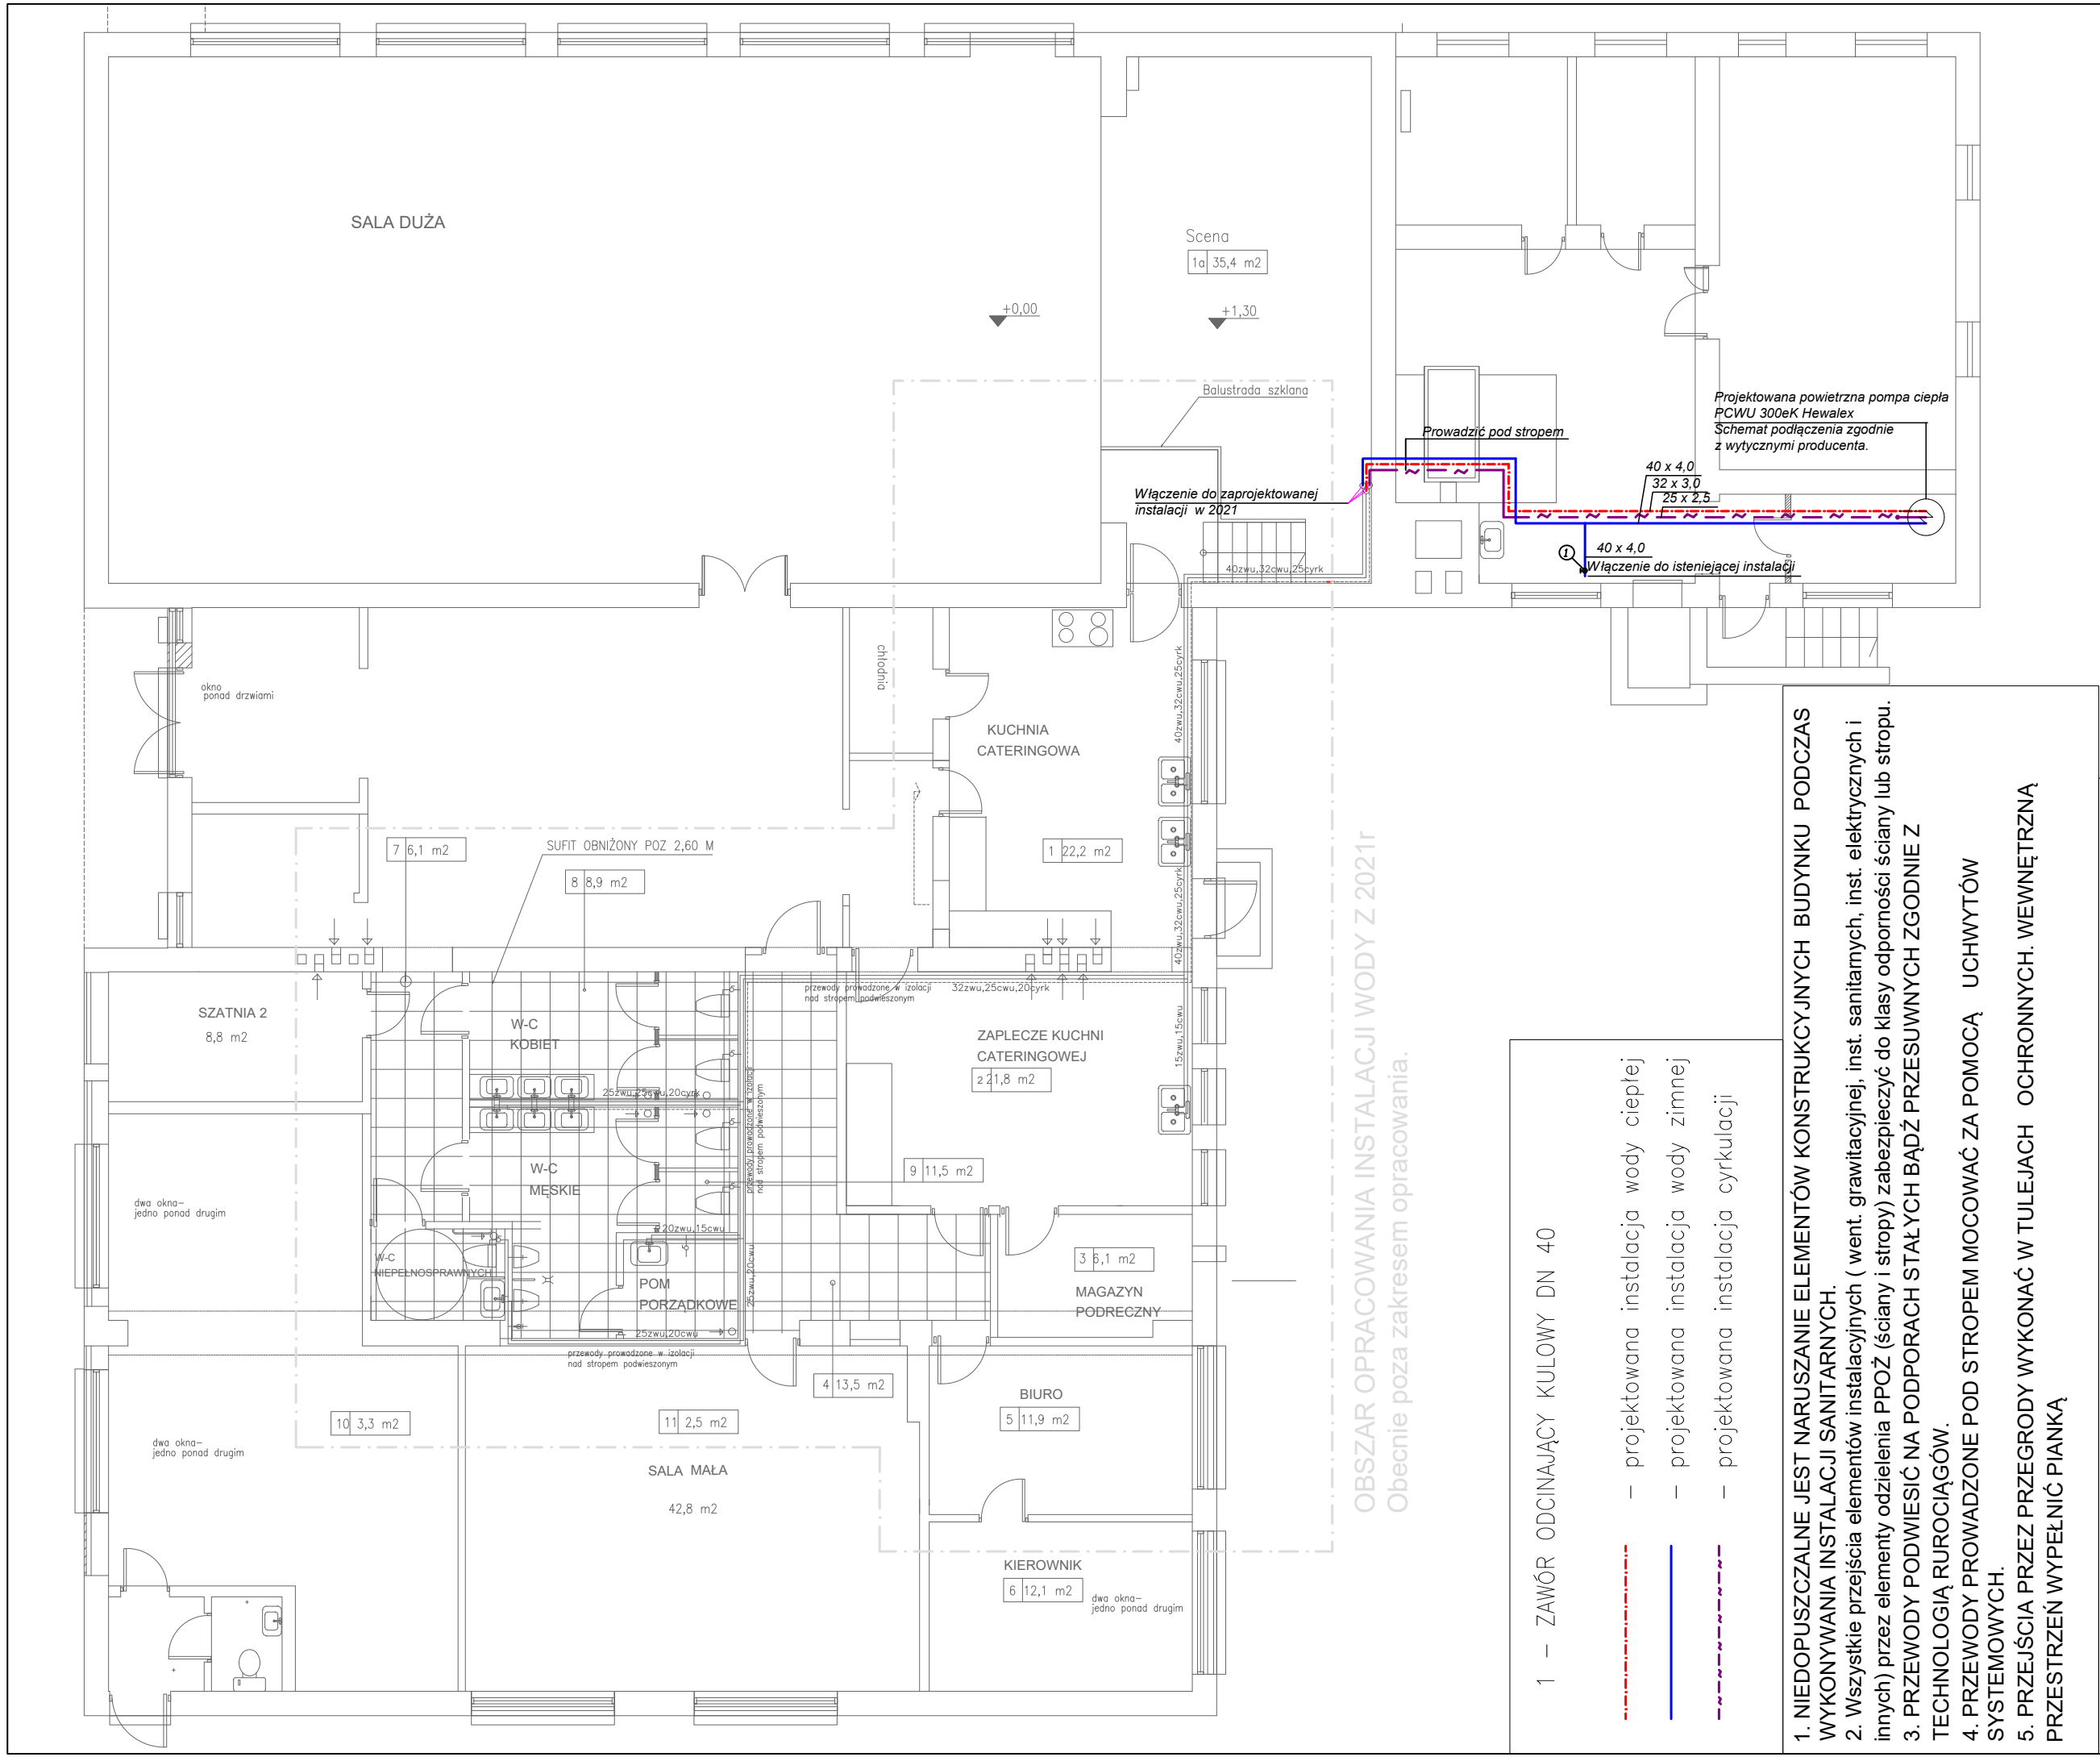 SALA DUŻA
Scena
1a 35,4 m2
+0,00
+1,30
Balustrada szklana
Prowadzić pod stropem
Projektowana powietrzna pompa ciepła
PCWU 300eK Hewalex
Schemat podłączenia zgodnie
z wytycznymi producenta.
40 x 4,0
32 x 3,0
25 x 2,5
Włączenie do zaprojektowanej
instalacji w 2021
1
40 x 4,0
Włączenie do isteniejącej instalacji
40zwu,32cwu,25cyrk
okno
ponad drzwiami
chłodnia
40zwu,32cwu,25cyrk
KUCHNIA
CATERINGOWA
1 22,2 m2
7 6,1 m2
SUFIT OBNIŻONY POZ 2,60 M
8 8,9 m2
40zwu,32cwu,25cyrk
przewody prowadzone w izolacji
nad stropem podwieszonym
32zwu,25cwu,20cyrk
SZATNIA 2
8,8 m2
W-C
KOBIET
ZAPLECZE KUCHNI
CATERINGOWEJ
2 21,8 m2
15zwu,15cwu
25zwu,25cwu,20cyrk
przewody prowadzone w izolacji
nad stropem podwieszonym
W-C
MĘSKIE
9 11,5 m2
dwa okna-
jedno ponad drugim
20zwu,15cwu
W-C
NIEPEŁNOSPRAWNYCH
POM
PORZĄDKOWE
25zwu,20cwu
3 6,1 m2
MAGAZYN
PODRECZNY
25zwu,20cwu
przewody prowadzone w izolacji
nad stropem podwieszonym
4 13,5 m2
BIURO
5 11,9 m2
10 3,3 m2
11 2,5 m2
dwa okna-
jedno ponad drugim
SALA MAŁA
42,8 m2
KIEROWNIK
6 12,1 m2
dwa okna-
jedno ponad drugim
OBSZAR OPRACOWANIA INSTALACJI WODY Z 2021r
Obecnie poza zakresem opracowania.
1 - ZAWÓR ODCINAJĄCY KULOWY DN 40
- projektowana instalacja wody ciepłej
- projektowana instalacja wody zimnej
- projektowana instalacja cyrkulacji
1. NIEDOPUSZCZALNE JEST NARUSZANIE ELEMENTÓW KONSTRUKCYJNYCH BUDYNKU PODCZAS
WYKONYWANIA INSTALACJI SANITARNYCH.
2. Wszystkie przejścia elementów instalacyjnych ( went. grawitacyjnej, inst. sanitarnych, inst. elektrycznych i
innych) przez elementy odzielenia PPOŻ (ściany i stropy) zabezpieczyć do klasy odporności ściany lub stropu.
3. PRZEWODY PODWIESIĆ NA PODPORACH STAŁYCH BĄDŹ PRZESUWNYCH ZGODNIE Z
TECHNOLOGIĄ RUROCIĄGÓW.
4. PRZEWODY PROWADZONE POD STROPEM MOCOWAĆ ZA POMOCĄ UCHWYTÓW
SYSTEMOWYCH.
5. PRZEJŚCIA PRZEZ PRZEGRODY WYKONAĆ W TULEJACH OCHRONNYCH. WEWNĘTRZNĄ
PRZESTRZEŃ WYPEŁNIĆ PIANKĄ